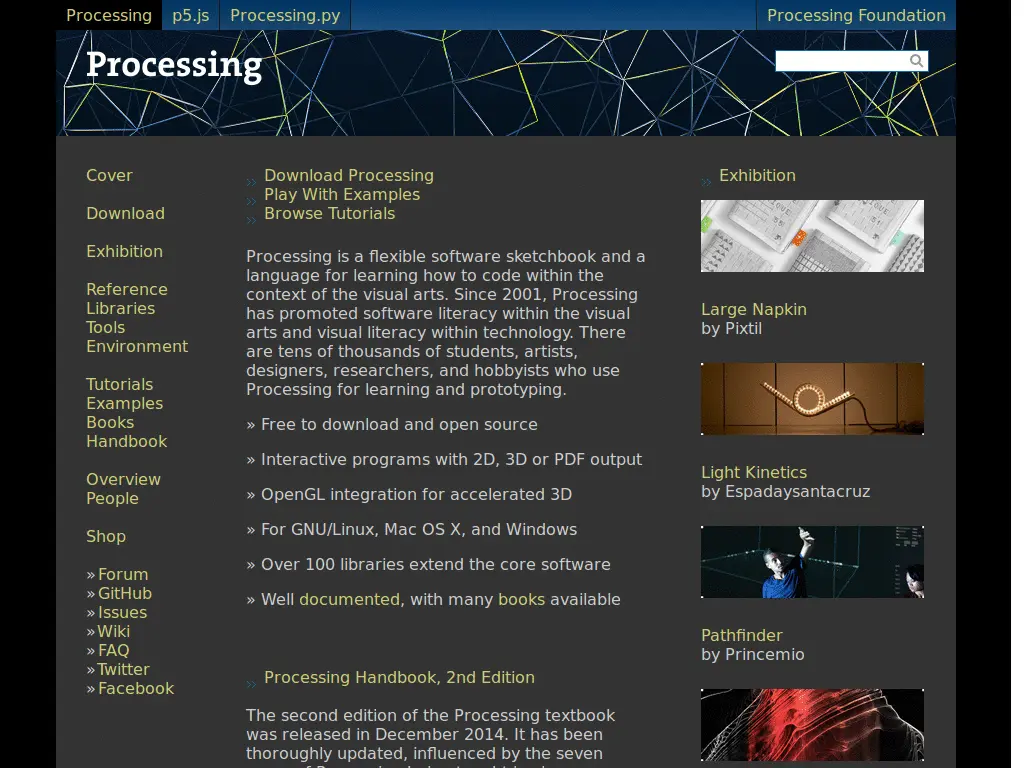 Processing p5.js Processing.py Processing Foundation
Processing
Cover
Download
Exhibition
Reference
Libraries
Tools
Environment
Tutorials
Examples
Books
Handbook
Overview
People
Shop
» Forum
» GitHub
» Issues
» Wiki
» FAQ
» Twitter
» Facebook
» Download Processing
» Play With Examples
» Browse Tutorials
Processing is a flexible software sketchbook and a
language for learning how to code within the
context of the visual arts. Since 2001, Processing
has promoted software literacy within the visual
arts and visual literacy within technology. There
are tens of thousands of students, artists,
designers, researchers, and hobbyists who use
Processing for learning and prototyping.
» Free to download and open source
» Interactive programs with 2D, 3D or PDF output
» OpenGL integration for accelerated 3D
» For GNU/Linux, Mac OS X, and Windows
» Over 100 libraries extend the core software
» Well documented, with many books available
» Processing Handbook, 2nd Edition
The second edition of the Processing textbook
was released in December 2014. It has been
thoroughly updated, influenced by the seven
» Exhibition
Large Napkin
by Pixtil
Light Kinetics
by Espadaysantacruz
Pathfinder
by Princemio